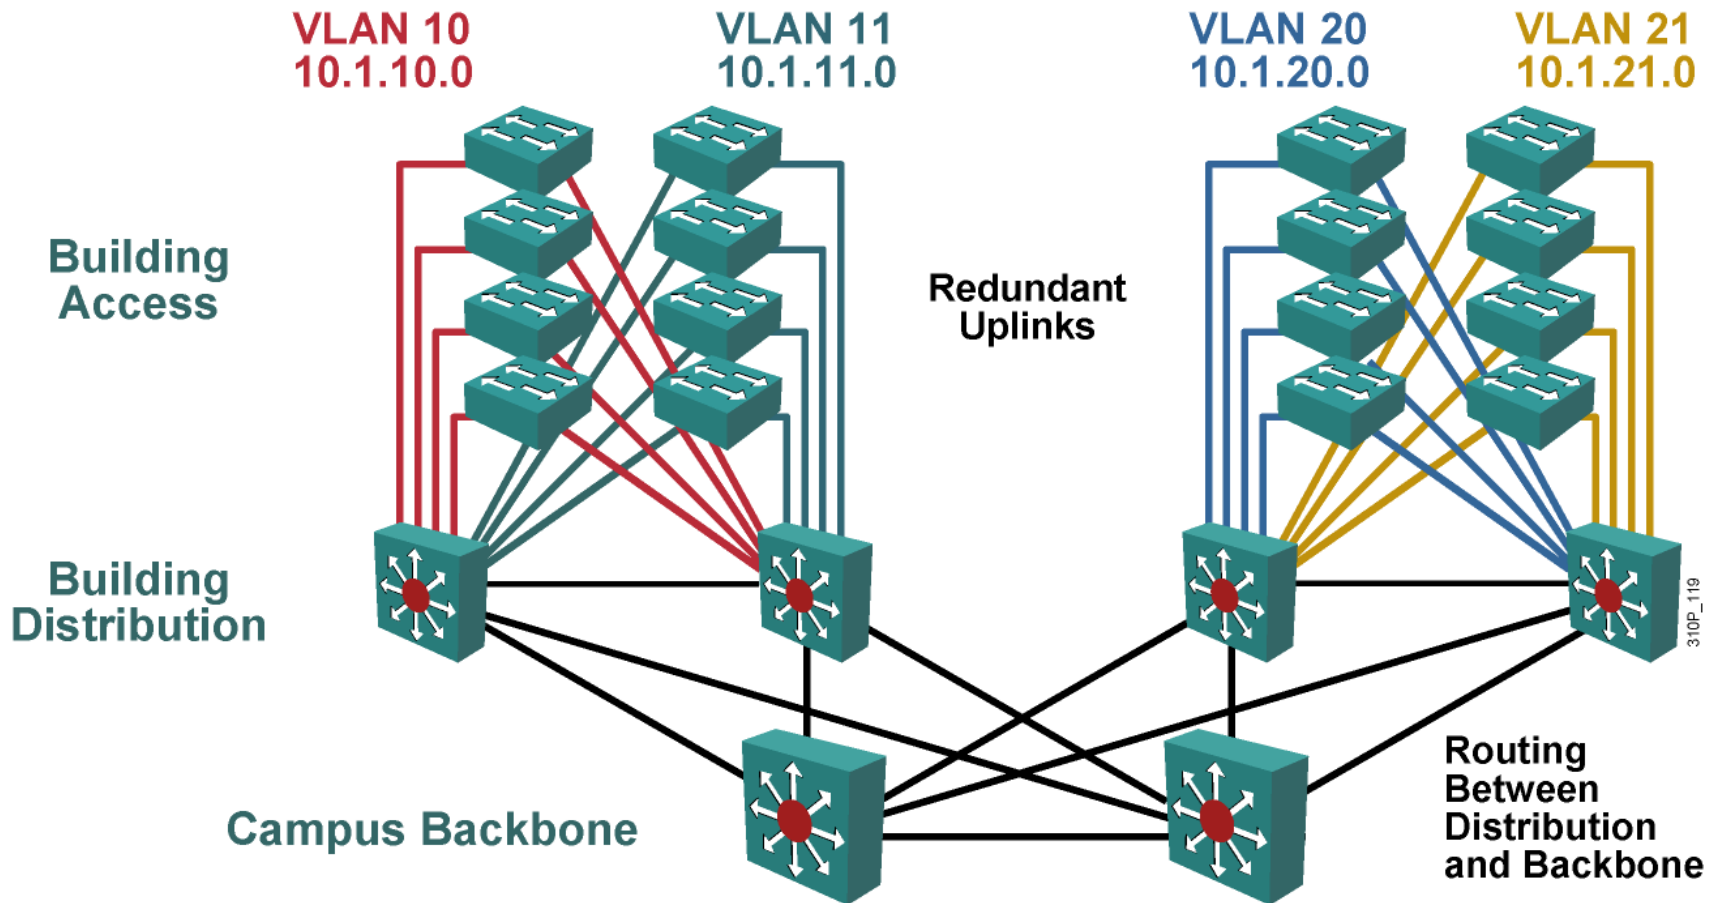 VLAN 10
10.1.10.0
VLAN 11
10.1.11.0
VLAN 20
10.1.20.0
VLAN 21
10.1.21.0
Building
Access
Redundant
Uplinks
Building
Distribution
310P_119
Campus Backbone
Routing
Between
Distribution
and Backbone